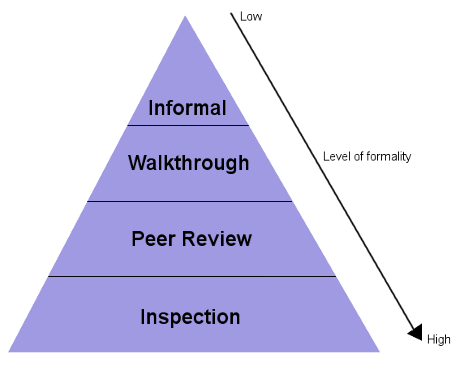 Low
Informal
Walkthrough
Level of formality
Peer Review
Inspection
High